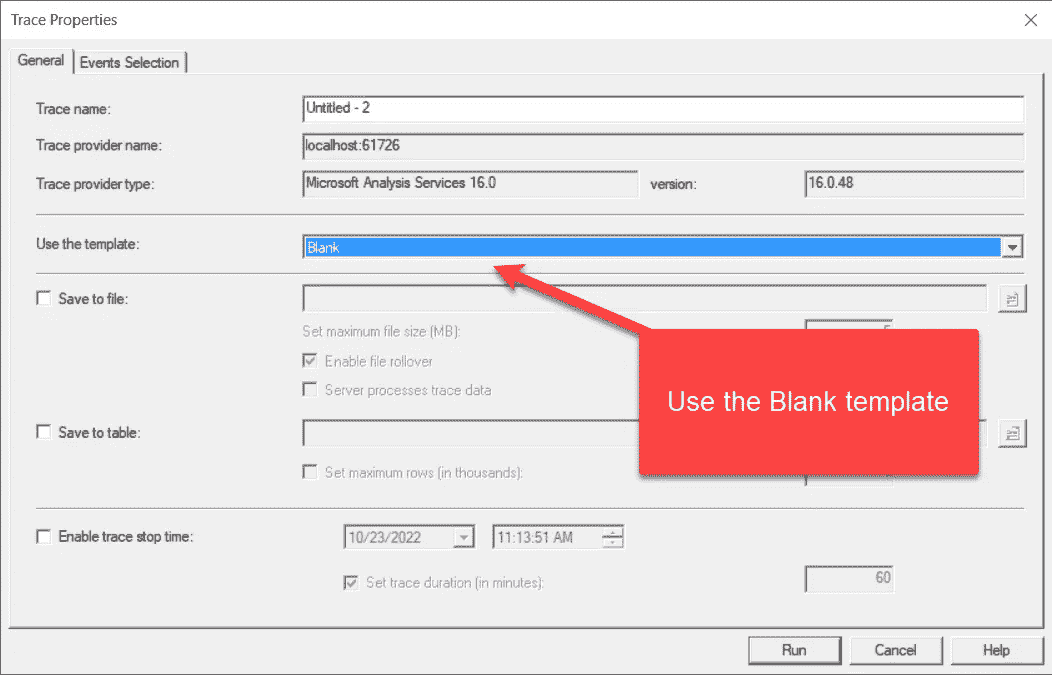 Trace Properties
General Events Selection
Trace name: Untitled - 2
Trace provider name: localhost:61726
Trace provider type: Microsoft Analysis Services 16.0 version: 16.0.48
Use the template: Blank
Save to file:
Set maximum file size (MB):
Enable file rollover
Server processes trace data
Use the Blank template
Save to table:
Set maximum rows (in thousands):
Enable trace stop time: 10/23/2022 11:13:51 AM
Set trace duration (in minutes): 60
Run Cancel Help